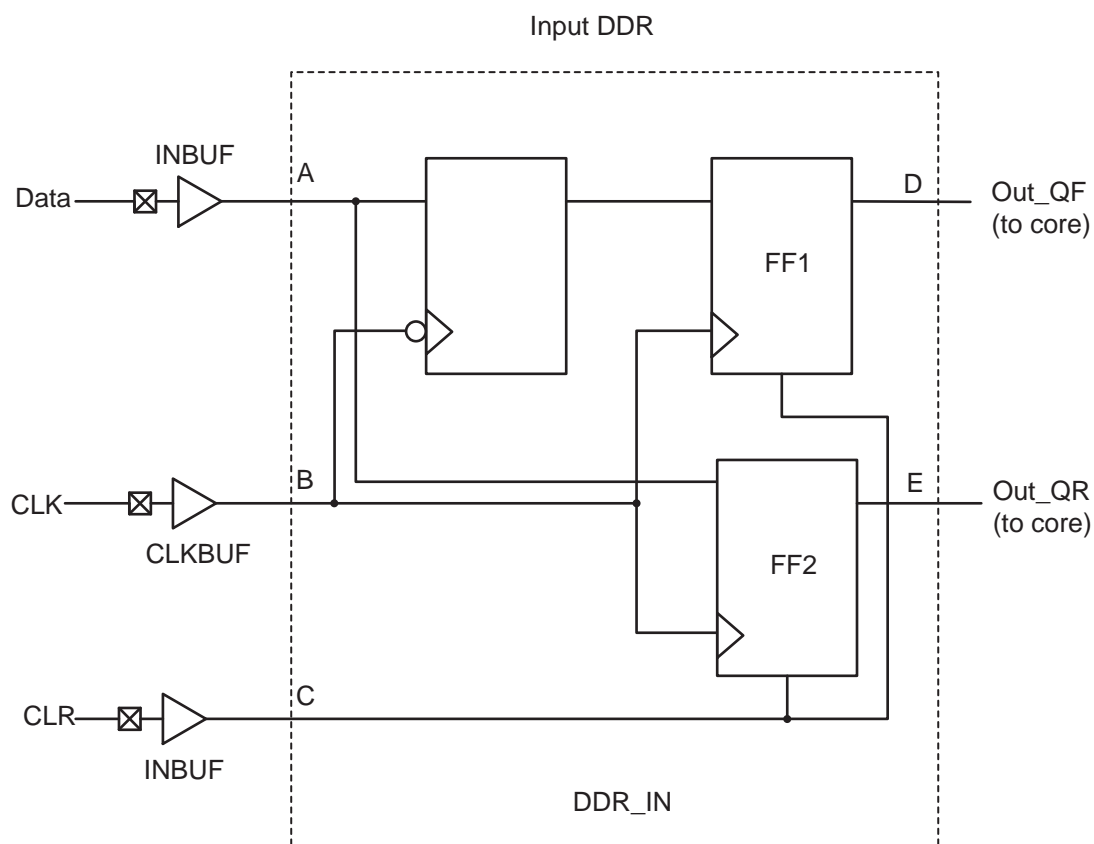 Input DDR
INBUF
A
D
Data
Out_QF
(to core)
FF1
B
E
CLK
Out_QR
(to core)
CLKBUF
FF2
C
CLR
INBUF
DDR_IN